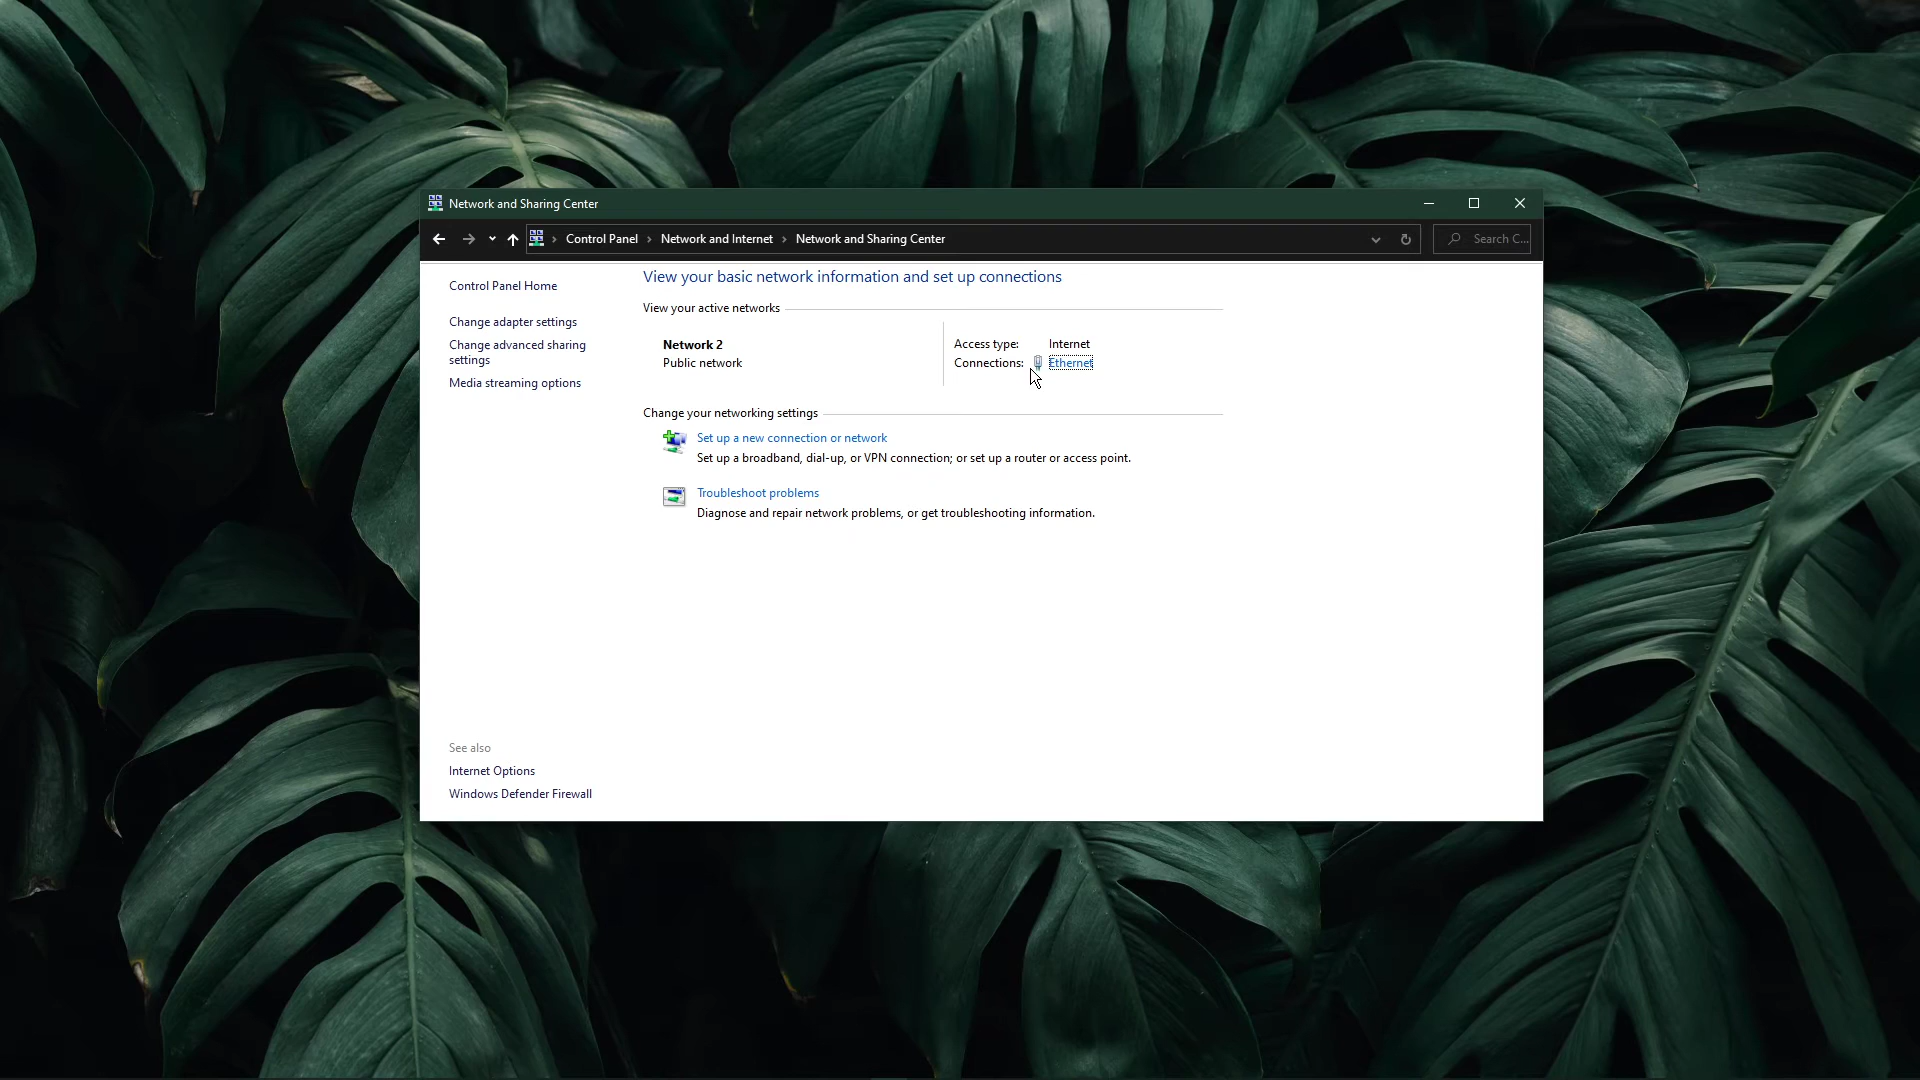 Network and Sharing Center
Control Panel > Network and Internet > Network and Sharing Center
Search C...
Control Panel Home
Change adapter settings
Change advanced sharing
settings
Media streaming options
View your basic network information and set up connections
View your active networks
Network 2
Public network
Access type: Internet
Connections: Ethernet
Change your networking settings
Set up a new connection or network
Set up a broadband, dial-up, or VPN connection; or set up a router or access point.
Troubleshoot problems
Diagnose and repair network problems, or get troubleshooting information.
See also
Internet Options
Windows Defender Firewall